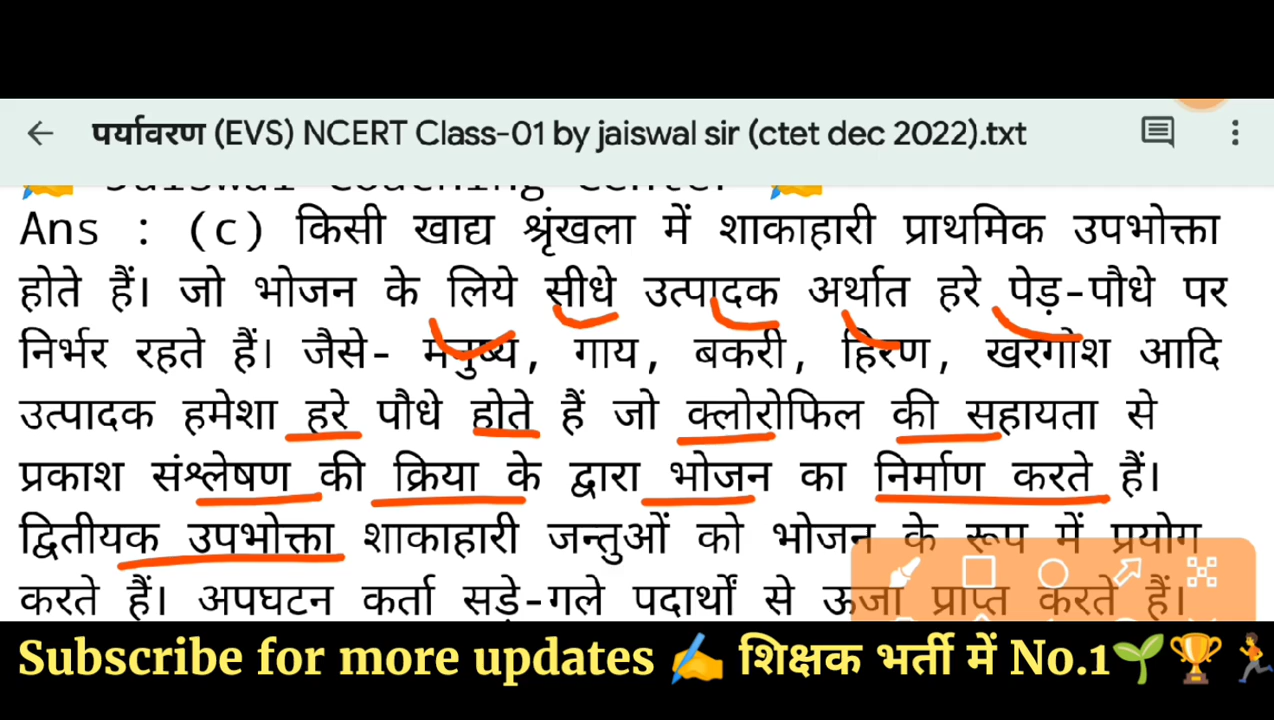 पर्यावरण (EVS) NCERT Class-01 by jaiswal sir (ctet dec 2022).txt
Jaiswal Coaching Center
Ans : (c) किसी खाद्य श्रृंखला में शाकाहारी प्राथमिक उपभोक्ता
होते हैं। जो भोजन के लिये सीधे उत्पादक अर्थात हरे पेड़-पौधे पर
निर्भर रहते हैं। जैसे- मनुष्य, गाय, बकरी, हिरण, खरगोश आदि
उत्पादक हमेशा हरे पौधे होते हैं जो क्लोरोफिल की सहायता से
प्रकाश संश्लेषण की क्रिया के द्वारा भोजन का निर्माण करते हैं।
द्वितीयक उपभोक्ता शाकाहारी जन्तुओं को भोजन के रूप में प्रयोग
करते हैं। अपघटन कर्ता सड़े-गले पदार्थों से ऊर्जा प्राप्त करते हैं।
Subscribe for more updates ✍️ शिक्षक भर्ती में No.1🌱🏆🏃